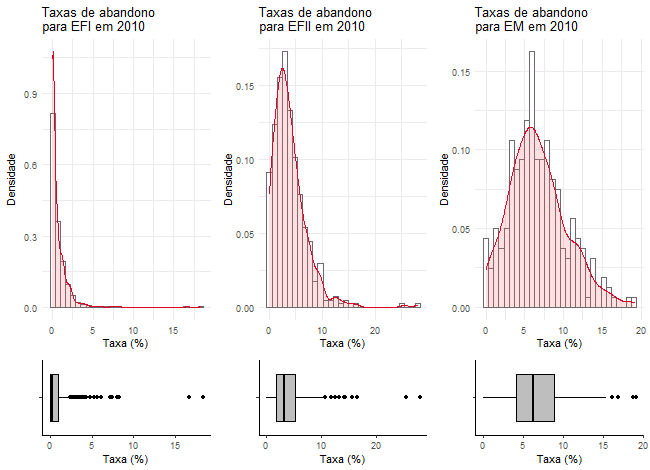 Taxas de abandono
para EFI em 2010
Densidade
0.9
0.6
0.3
0.0
0 5 10 15
Taxa (%)
0 5 10 15
Taxa (%)
Taxas de abandono
para EFII em 2010
Densidade
0.15
0.10
0.05
0.00
0 10 20
Taxa (%)
0 10 20
Taxa (%)
Taxas de abandono
para EM em 2010
Densidade
0.15
0.10
0.05
0.00
0 5 10 15 20
Taxa (%)
0 5 10 15 20
Taxa (%)